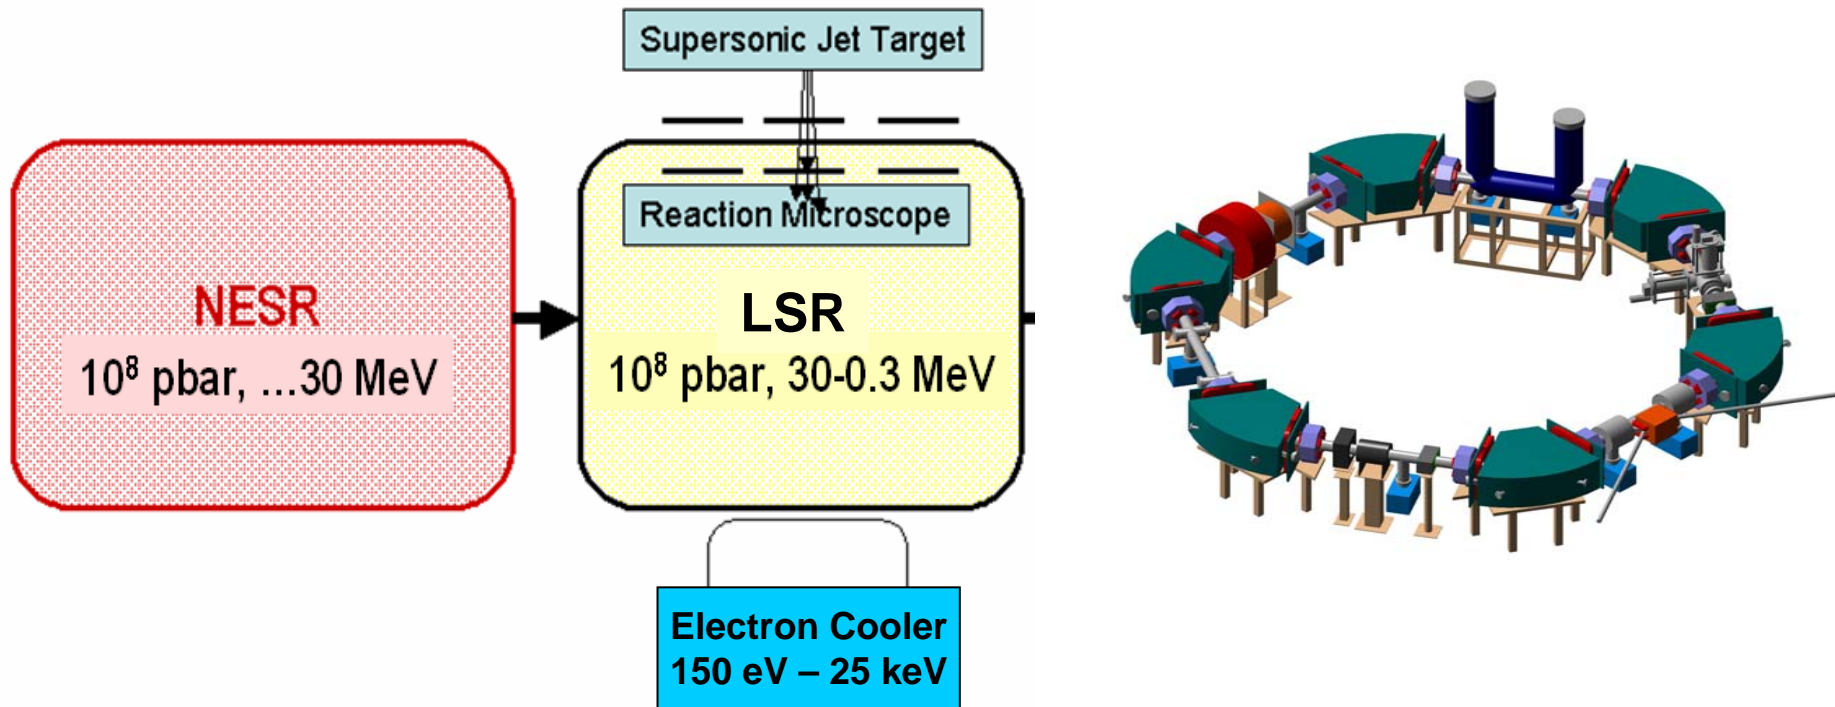 Supersonic Jet Target
Reaction Microscope
NESR
10⁸ pbar, ...30 MeV
LSR
10⁸ pbar, 30-0.3 MeV
Electron Cooler
150 eV – 25 keV